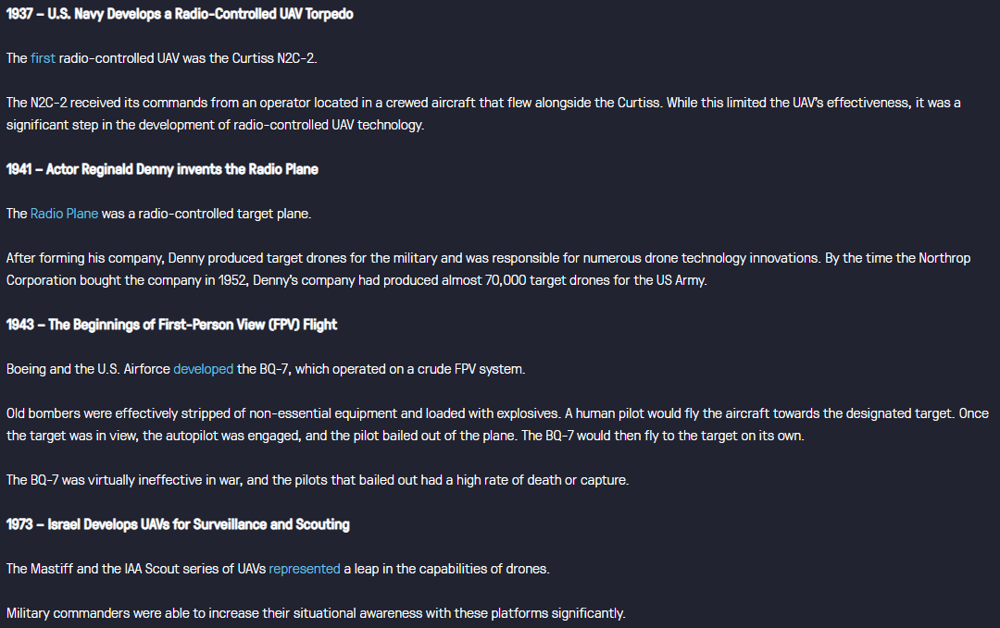 1937 – U.S. Navy Develops a Radio-Controlled UAV Torpedo
The first radio-controlled UAV was the Curtiss N2C-2.
The N2C-2 received its commands from an operator located in a crewed aircraft that flew alongside the Curtiss. While this limited the UAV's effectiveness, it was a
significant step in the development of radio-controlled UAV technology.
1941 – Actor Reginald Denny invents the Radio Plane
The Radio Plane was a radio-controlled target plane.
After forming his company, Denny produced target drones for the military and was responsible for numerous drone technology innovations. By the time the Northrop
Corporation bought the company in 1952, Denny's company had produced almost 70,000 target drones for the US Army.
1943 – The Beginnings of First-Person View (FPV) Flight
Boeing and the U.S. Airforce developed the BQ-7, which operated on a crude FPV system.
Old bombers were effectively stripped of non-essential equipment and loaded with explosives. A human pilot would fly the aircraft towards the designated target. Once
the target was in view, the autopilot was engaged, and the pilot bailed out of the plane. The BQ-7 would then fly to the target on its own.
The BQ-7 was virtually ineffective in war, and the pilots that bailed out had a high rate of death or capture.
1973 – Israel Develops UAVs for Surveillance and Scouting
The Mastiff and the IAA Scout series of UAVs represented a leap in the capabilities of drones.
Military commanders were able to increase their situational awareness with these platforms significantly.